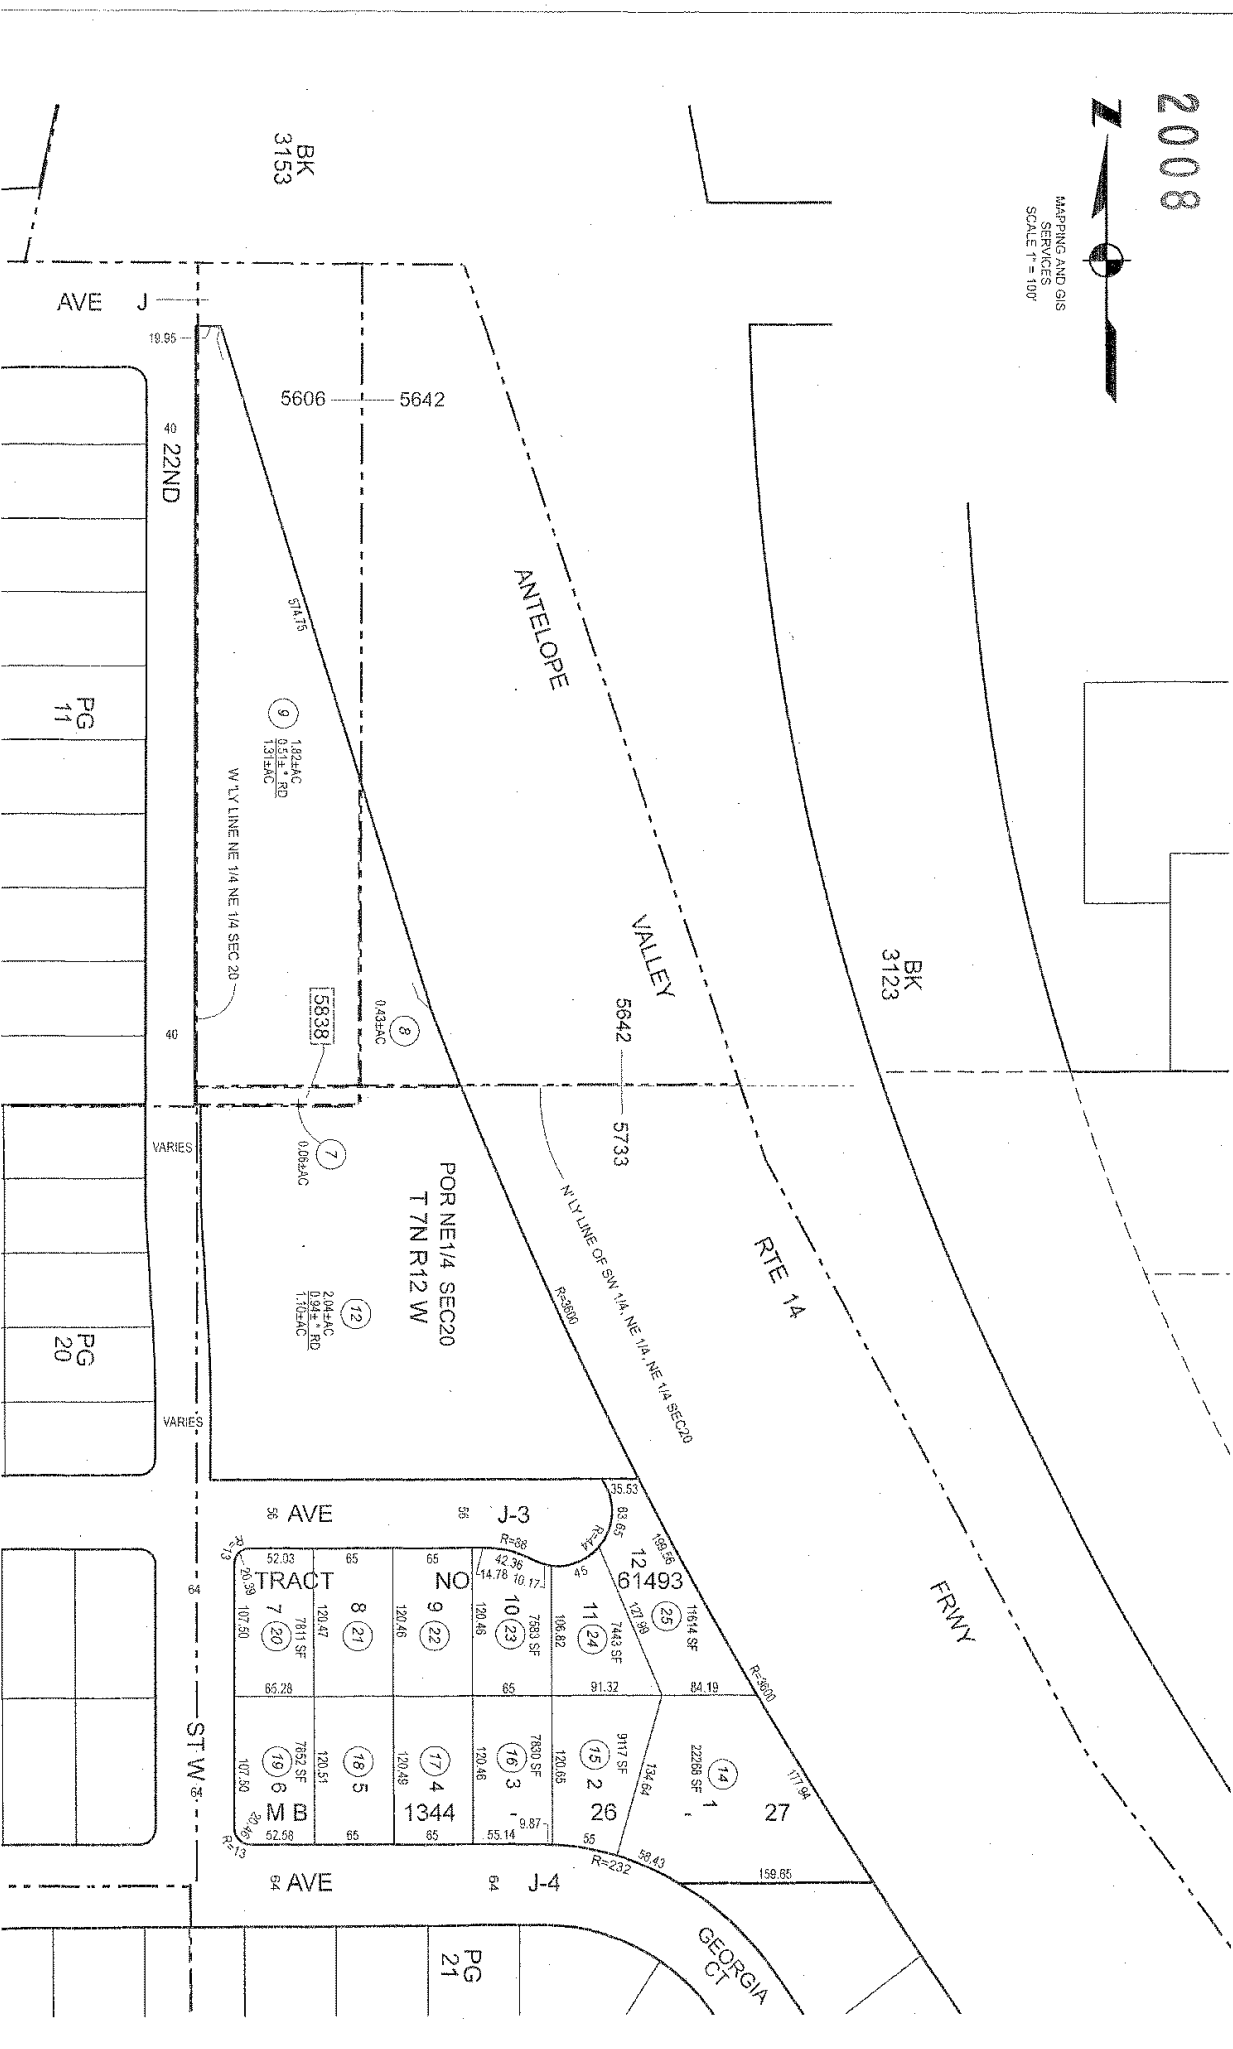 2008
MAPPING AND GIS
SERVICES
SCALE 1" = 100'
BK
3153
AVE J
19.95
40
22ND
5606
5642
574.75
ANTELOPE
VALLEY
RTE 14
FRWY
PG
11
9
1.82±AC
0.51± * RD
1.31±AC
W'LY LINE NE 1/4 NE 1/4 SEC 20
5838
8
0.43±AC
BK
3123
5642
5733
40
VARIES
7
0.06±AC
POR NE1/4 SEC20
T 7N R12 W
N'LY LINE OF SW 1/4, NE 1/4, NE 1/4 SEC20
R=3600
12
2.04±AC
0.94± * RD
1.10±AC
PG
20
VARIES
56 AVE
56
J-3
35.53
63.65
R=44
45
199.56
R=13
20.39
52.03
65
65
R=86
42.36
14.78
10.17
TRACT NO 61493
12
25
11614 SF
127.99
64
107.50
7
20
7811 SF
120.47
8
21
120.46
9
22
120.46
10
23
7583 SF
106.82
11
24
7443 SF
65.28
65
91.32
84.19
R=3600
ST W
64
107.50
19
6
7852 SF
120.51
18
5
120.49
17
4
120.46
16
3
7830 SF
120.65
15
2
9117 SF
134.64
14
1
22266 SF
177.94
M B 1344 26 27
20.46
R=13
52.58
65
65
55.14
9.87
55
R=232
58.43
159.65
64 AVE
64
J-4
GEORGIA
CT
PG
21